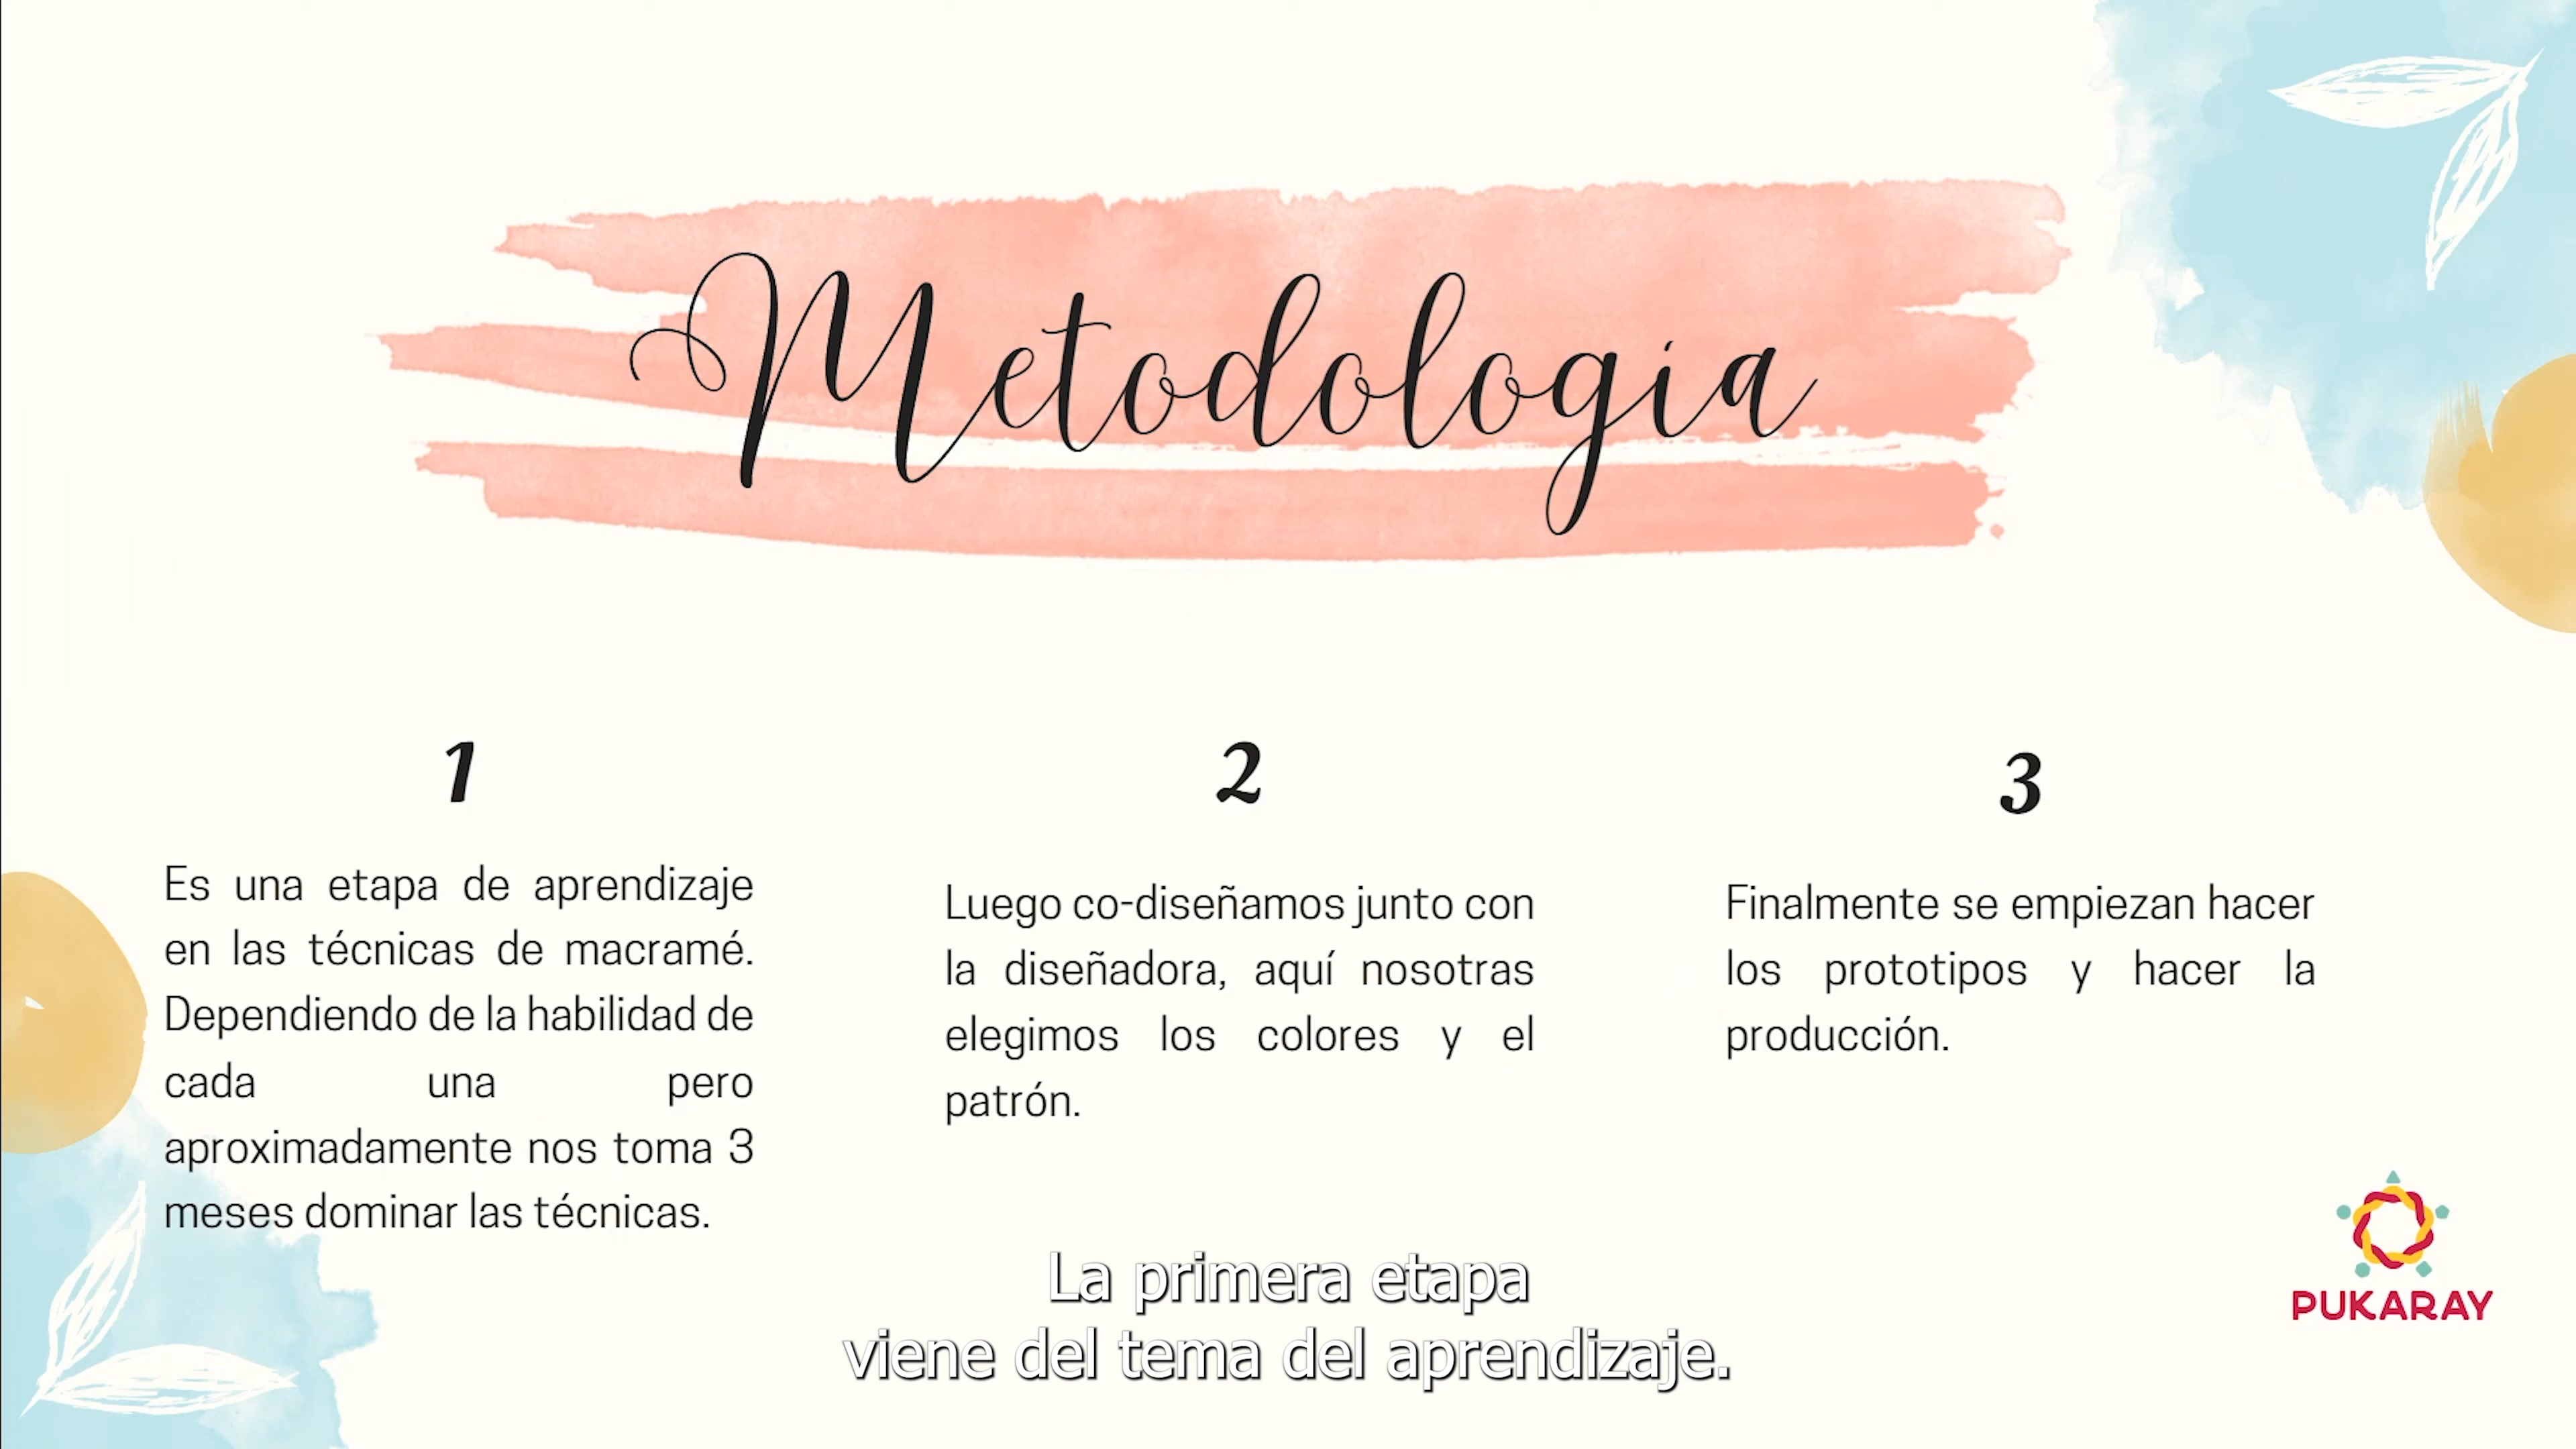 Metodologia
1
Es una etapa de aprendizaje
en las técnicas de macramé.
Dependiendo de la habilidad de
cada una pero
aproximadamente nos toma 3
meses dominar las técnicas.
2
Luego co-diseñamos junto con
la diseñadora, aquí nosotras
elegimos los colores y el
patrón.
3
Finalmente se empiezan hacer
los prototipos y hacer la
producción.
PUKARAY
La primera etapa
viene del tema del aprendizaje.